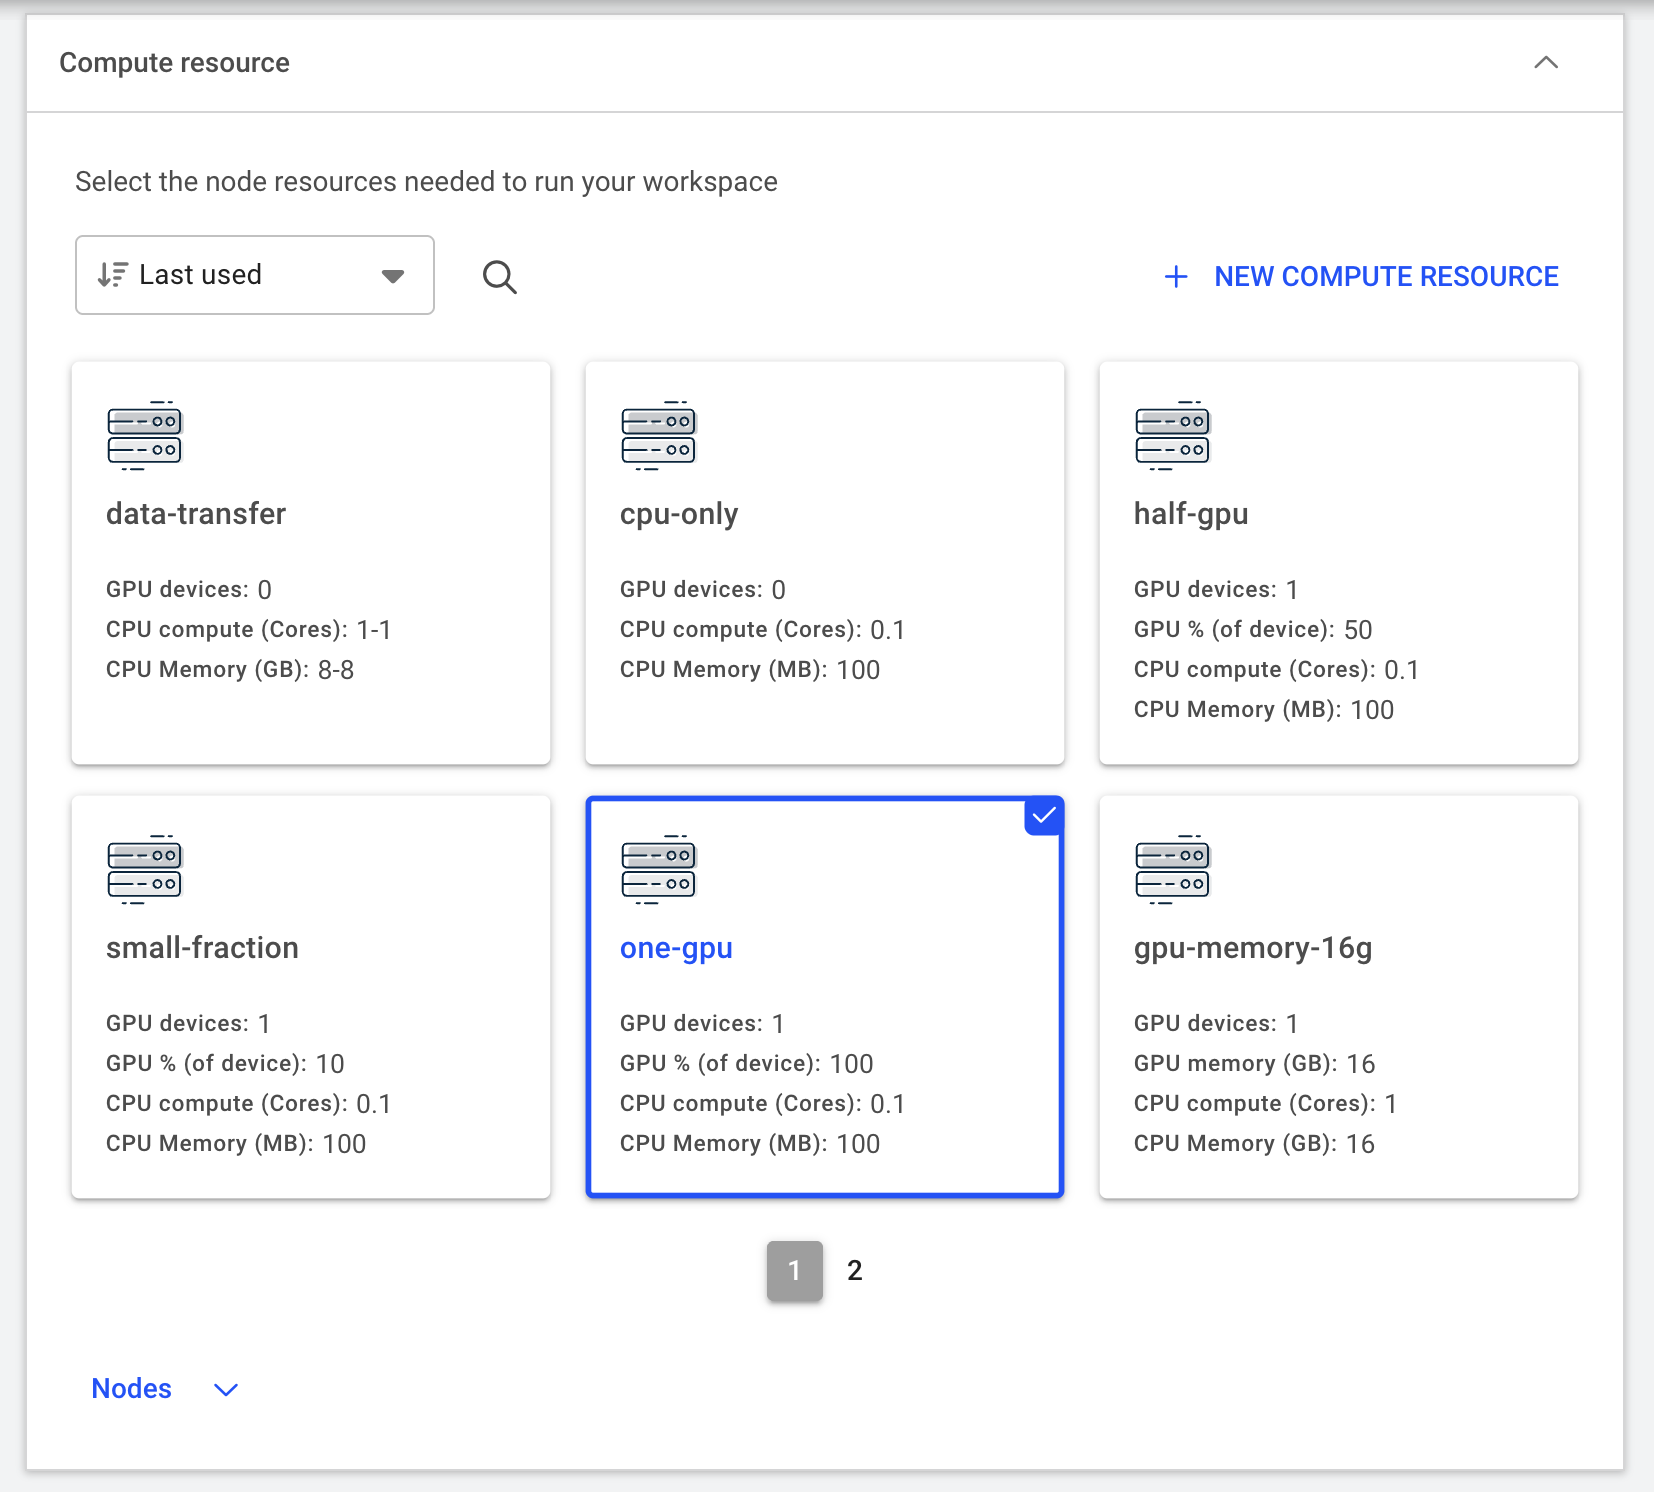 Compute resource
Select the node resources needed to run your workspace
Last used
+ NEW COMPUTE RESOURCE
data-transfer
GPU devices: 0
CPU compute (Cores): 1-1
CPU Memory (GB): 8-8
cpu-only
GPU devices: 0
CPU compute (Cores): 0.1
CPU Memory (MB): 100
half-gpu
GPU devices: 1
GPU % (of device): 50
CPU compute (Cores): 0.1
CPU Memory (MB): 100
small-fraction
GPU devices: 1
GPU % (of device): 10
CPU compute (Cores): 0.1
CPU Memory (MB): 100
one-gpu
GPU devices: 1
GPU % (of device): 100
CPU compute (Cores): 0.1
CPU Memory (MB): 100
gpu-memory-16g
GPU devices: 1
GPU memory (GB): 16
CPU compute (Cores): 1
CPU Memory (GB): 16
1 2
Nodes